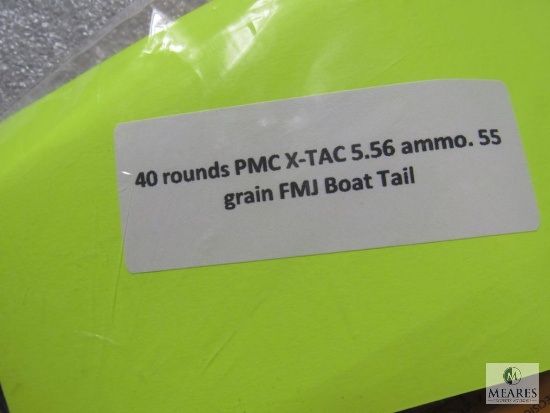 40 rounds PMC X-TAC 5.56 ammo. 55
grain FMJ Boat Tail
MEARES